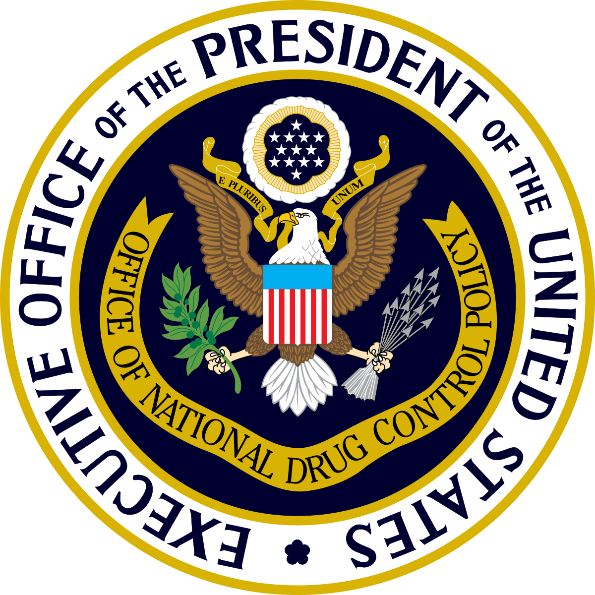 EXECUTIVE OFFICE OF THE PRESIDENT OF THE UNITED STATES
E PLURIBUS UNUM
OFFICE OF NATIONAL DRUG CONTROL POLICY